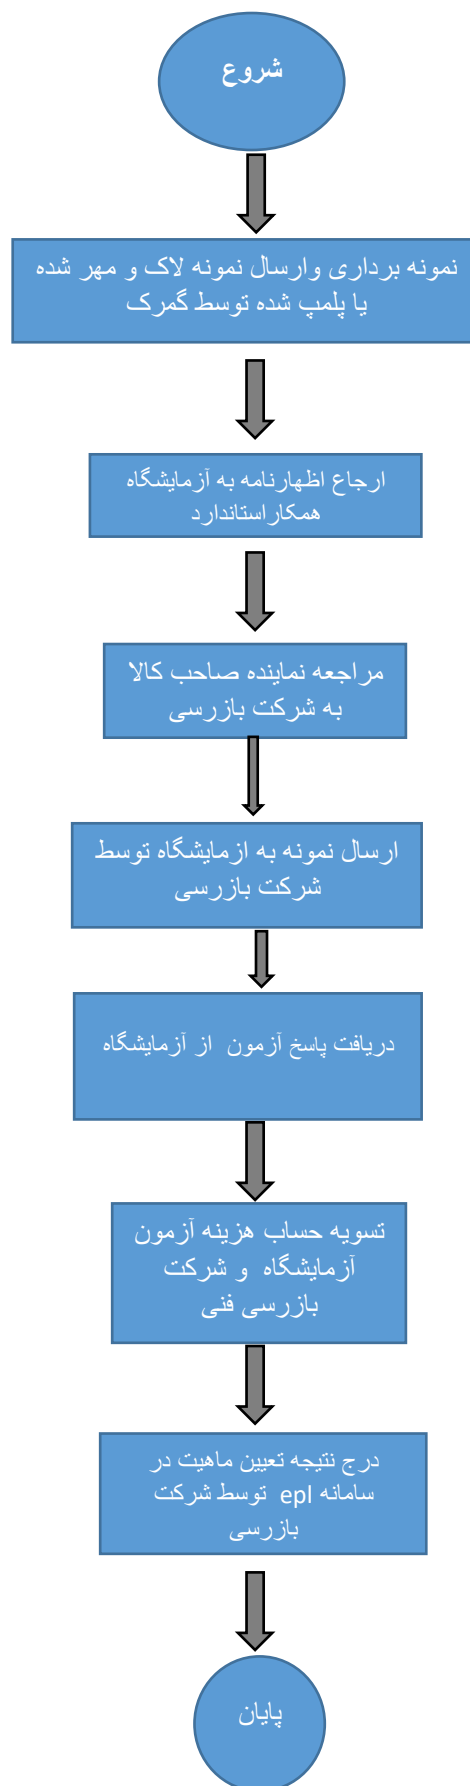 شروع
نمونه برداری وارسال نمونه لاک و مهر شده
یا پلمپ شده توسط گمرک
ارجاع اظهارنامه به آزمایشگاه
همکاراستاندارد
مراجعه نماینده صاحب کالا
به شرکت بازرسی
ارسال نمونه به ازمایشگاه توسط
شرکت بازرسی
دریافت پاسخ آزمون از آزمایشگاه
تسویه حساب هزینه آزمون
آزمایشگاه و شرکت
بازرسی فنی
درج نتیجه تعیین ماهیت در
سامانه epl توسط شرکت
بازرسی
پایان